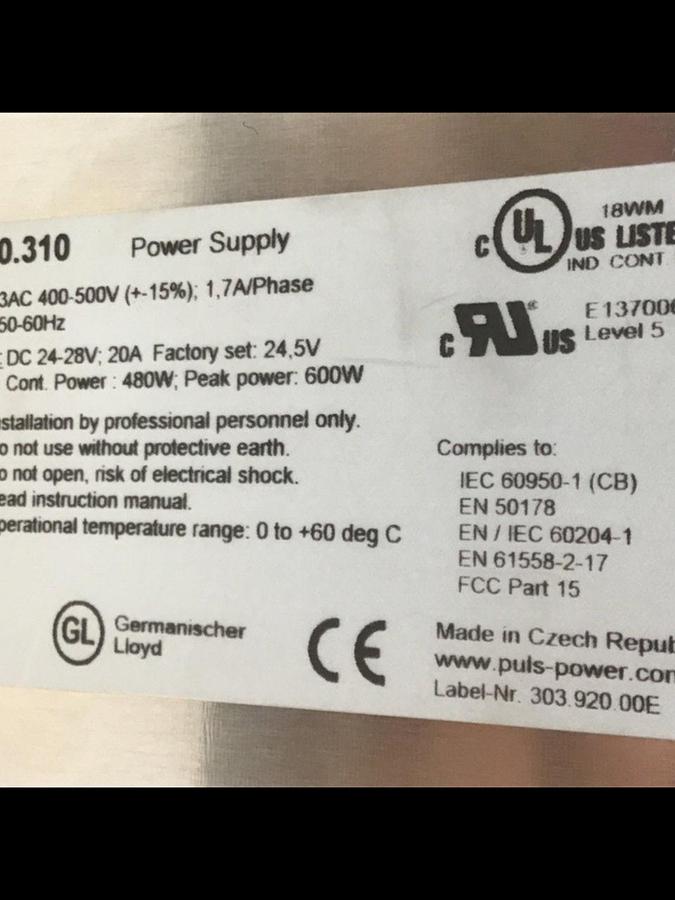 0.310 Power Supply
3AC 400-500V (+-15%); 1,7A/Phase
50-60Hz
: DC 24-28V; 20A Factory set: 24,5V
Cont. Power : 480W; Peak power: 600W
nstallation by professional personnel only.
o not use without protective earth.
o not open, risk of electrical shock.
ead instruction manual.
perational temperature range: 0 to +60 deg C
GL Germanischer
Lloyd
CE
C UL US LISTE
18WM
IND CONT
C RU ® US
E137006
Level 5
Complies to:
IEC 60950-1 (CB)
EN 50178
EN / IEC 60204-1
EN 61558-2-17
FCC Part 15
Made in Czech Repub
www.puls-power.com
Label-Nr. 303.920.00E